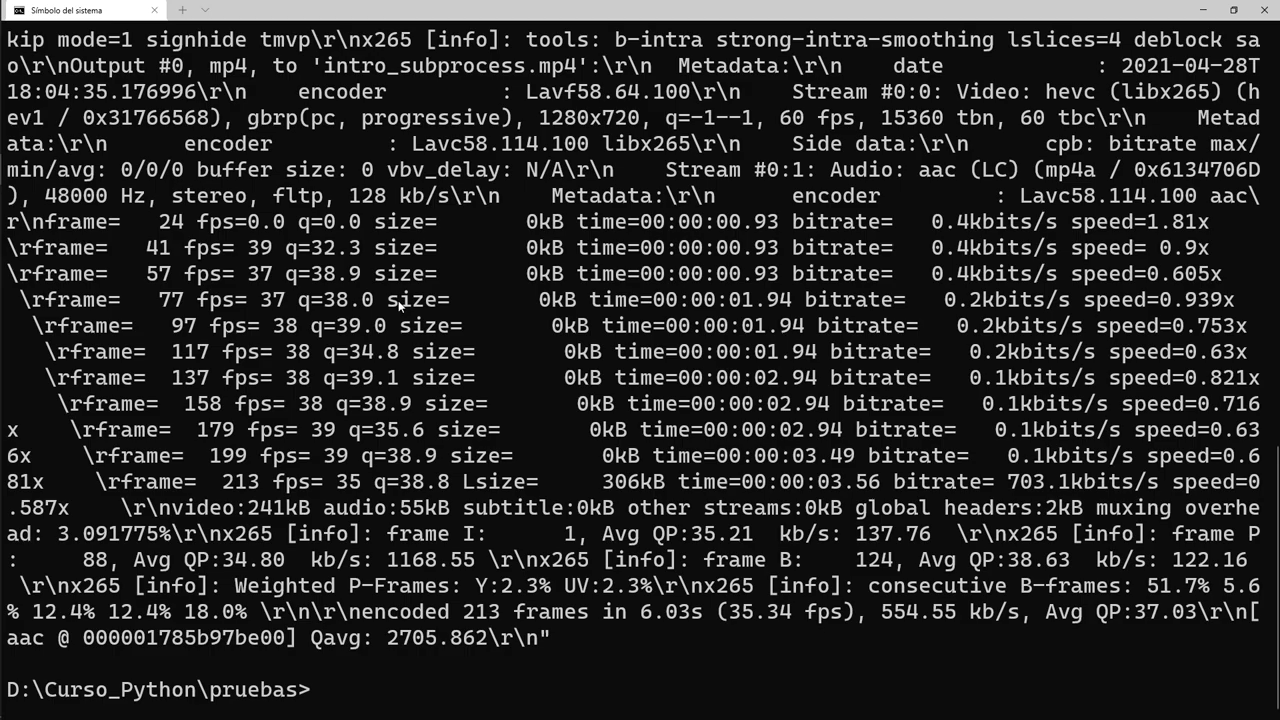 Símbolo del sistema
kip mode=1 signhide tmvp\r\nx265 [info]: tools: b-intra strong-intra-smoothing lslices=4 deblock sa
o\r\nOutput #0, mp4, to 'intro_subprocess.mp4':\r\n  Metadata:\r\n    date            : 2021-04-28T
18:04:35.176996\r\n    encoder         : Lavf58.64.100\r\n    Stream #0:0: Video: hevc (libx265) (h
ev1 / 0x31766568), gbrp(pc, progressive), 1280x720, q=-1--1, 60 fps, 15360 tbn, 60 tbc\r\n    Metad
ata:\r\n      encoder         : Lavc58.114.100 libx265\r\n    Side data:\r\n      cpb: bitrate max/
min/avg: 0/0/0 buffer size: 0 vbv_delay: N/A\r\n    Stream #0:1: Audio: aac (LC) (mp4a / 0x6134706D
), 48000 Hz, stereo, fltp, 128 kb/s\r\n    Metadata:\r\n      encoder         : Lavc58.114.100 aac\
r\nframe=   24 fps=0.0 q=0.0 size=       0kB time=00:00:00.93 bitrate=   0.4kbits/s speed=1.81x
\rframe=   41 fps= 39 q=32.3 size=       0kB time=00:00:00.93 bitrate=   0.4kbits/s speed= 0.9x
\rframe=   57 fps= 37 q=38.9 size=       0kB time=00:00:00.93 bitrate=   0.4kbits/s speed=0.605x
 \rframe=   77 fps= 37 q=38.0 size=       0kB time=00:00:01.94 bitrate=   0.2kbits/s speed=0.939x
  \rframe=   97 fps= 38 q=39.0 size=       0kB time=00:00:01.94 bitrate=   0.2kbits/s speed=0.753x
   \rframe=  117 fps= 38 q=34.8 size=       0kB time=00:00:01.94 bitrate=   0.2kbits/s speed=0.63x
   \rframe=  137 fps= 38 q=39.1 size=       0kB time=00:00:02.94 bitrate=   0.1kbits/s speed=0.821x
    \rframe=  158 fps= 38 q=38.9 size=       0kB time=00:00:02.94 bitrate=   0.1kbits/s speed=0.716
x    \rframe=  179 fps= 39 q=35.6 size=       0kB time=00:00:02.94 bitrate=   0.1kbits/s speed=0.63
6x    \rframe=  199 fps= 39 q=38.9 size=       0kB time=00:00:03.49 bitrate=   0.1kbits/s speed=0.6
81x    \rframe=  213 fps= 35 q=38.8 Lsize=     306kB time=00:00:03.56 bitrate= 703.1kbits/s speed=0
.587x    \r\nvideo:241kB audio:55kB subtitle:0kB other streams:0kB global headers:2kB muxing overhe
ad: 3.091775%\r\nx265 [info]: frame I:      1, Avg QP:35.21  kb/s: 137.76  \r\nx265 [info]: frame P
:     88, Avg QP:34.80  kb/s: 1168.55 \r\nx265 [info]: frame B:    124, Avg QP:38.63  kb/s: 122.16
 \r\nx265 [info]: Weighted P-Frames: Y:2.3% UV:2.3%\r\nx265 [info]: consecutive B-frames: 51.7% 5.6
% 12.4% 12.4% 18.0% \r\n\r\nencoded 213 frames in 6.03s (35.34 fps), 554.55 kb/s, Avg QP:37.03\r\n[
aac @ 000001785b97be00] Qavg: 2705.862\r\n"
D:\Curso_Python\pruebas>